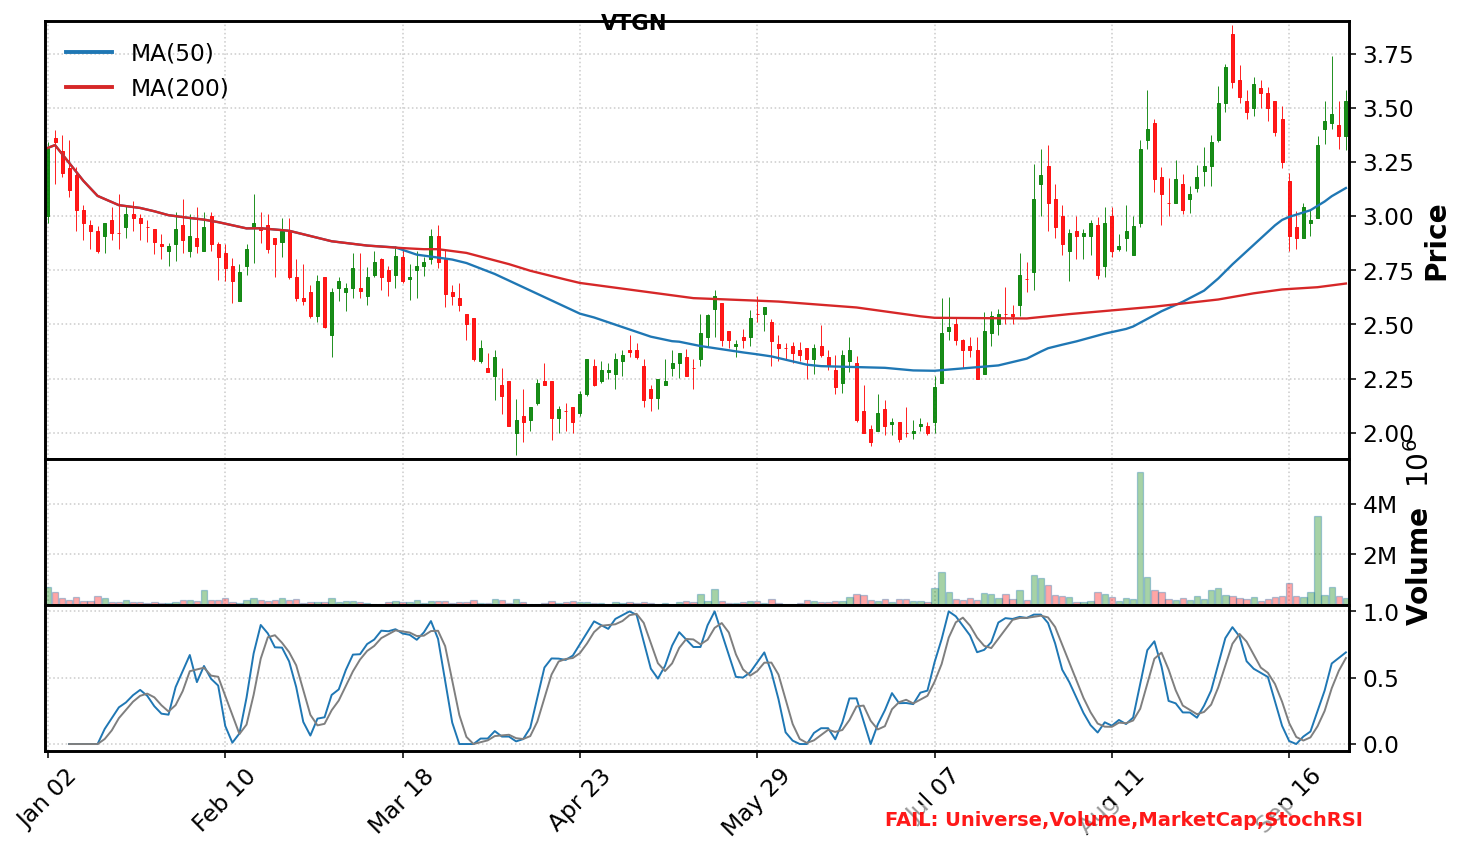 VTGN
MA(50)
MA(200)
3.75
3.50
3.25
3.00
2.75
2.50
2.25
2.00
Price
10^6
4M
2M
Volume
1.0
0.5
0.0
Jan 02
Feb 10
Mar 18
Apr 23
May 29
Jul 07
Aug 11
Sep 16
FAIL: Universe,Volume,MarketCap,StochRSI